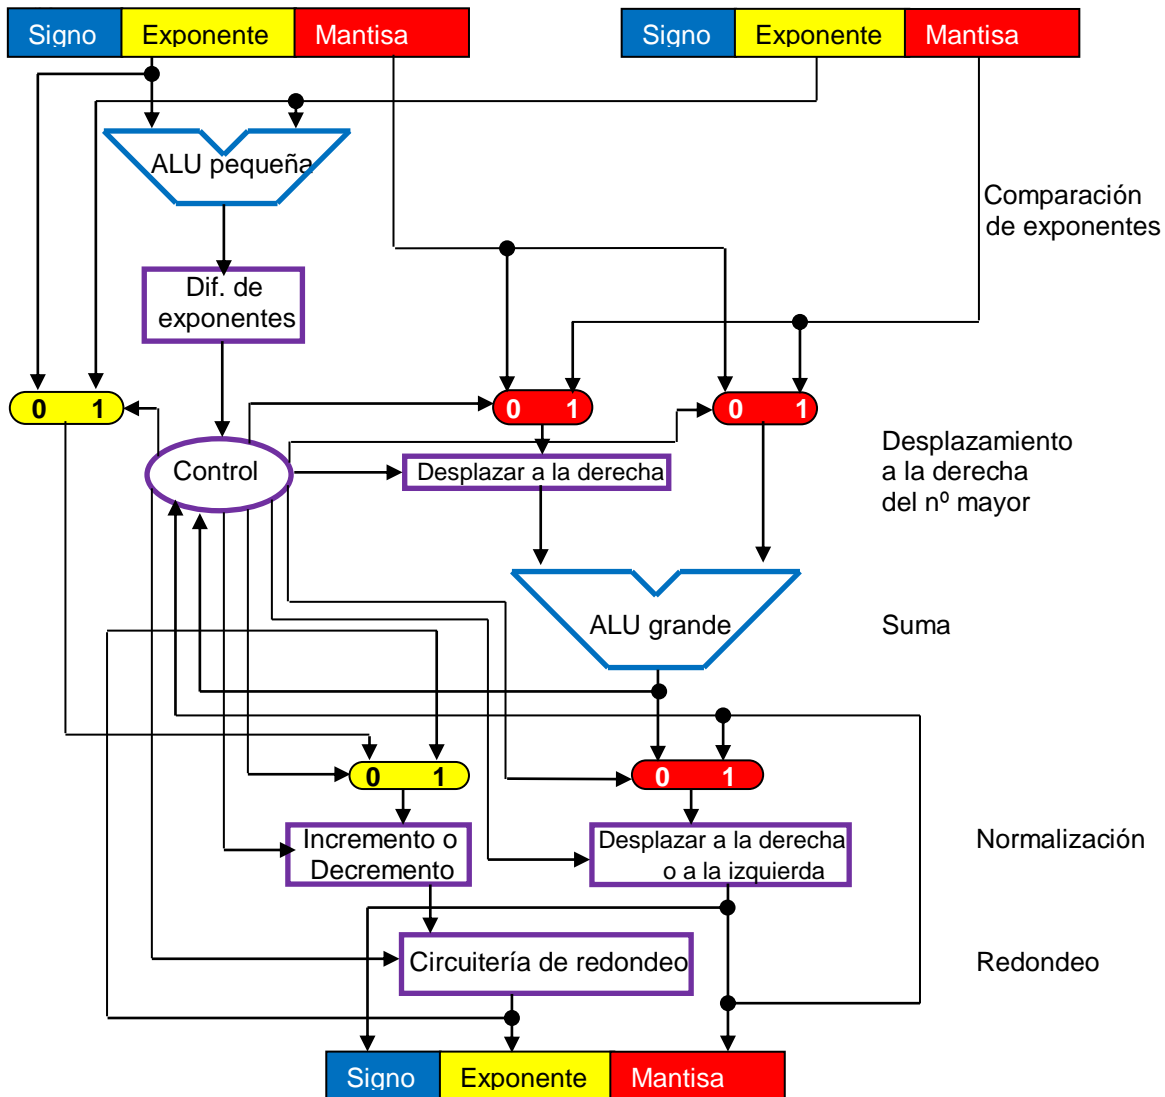 Signo Exponente Mantisa
Signo Exponente Mantisa
ALU pequeña
Comparación
de exponentes
Dif. de
exponentes
0 1
0 1
0 1
Control
Desplazar a la derecha
Desplazamiento
a la derecha
del nº mayor
ALU grande
Suma
0 1
0 1
Incremento o
Decremento
Desplazar a la derecha
o a la izquierda
Normalización
Circuitería de redondeo
Redondeo
Signo Exponente Mantisa